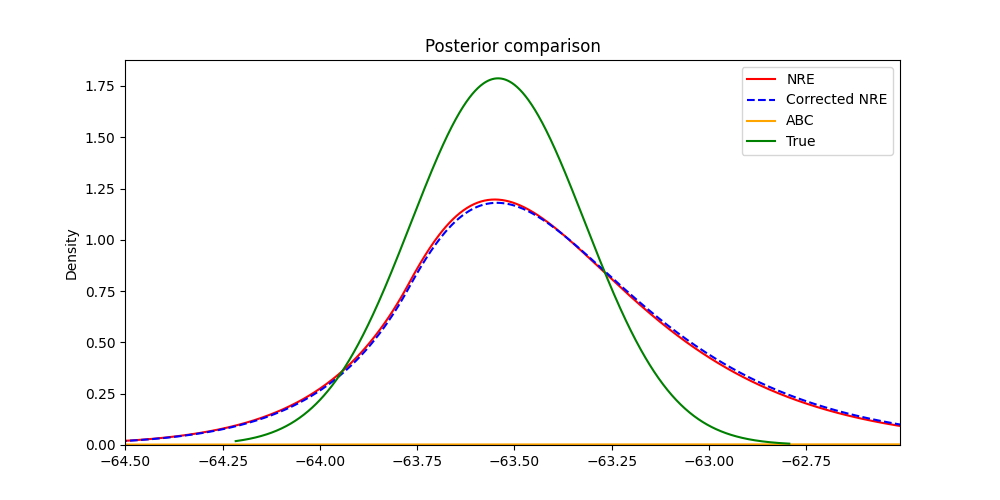 Posterior comparison
NRE
Corrected NRE
ABC
True
Density
1.75
1.50
1.25
1.00
0.75
0.50
0.25
0.00
−64.50 −64.25 −64.00 −63.75 −63.50 −63.25 −63.00 −62.75